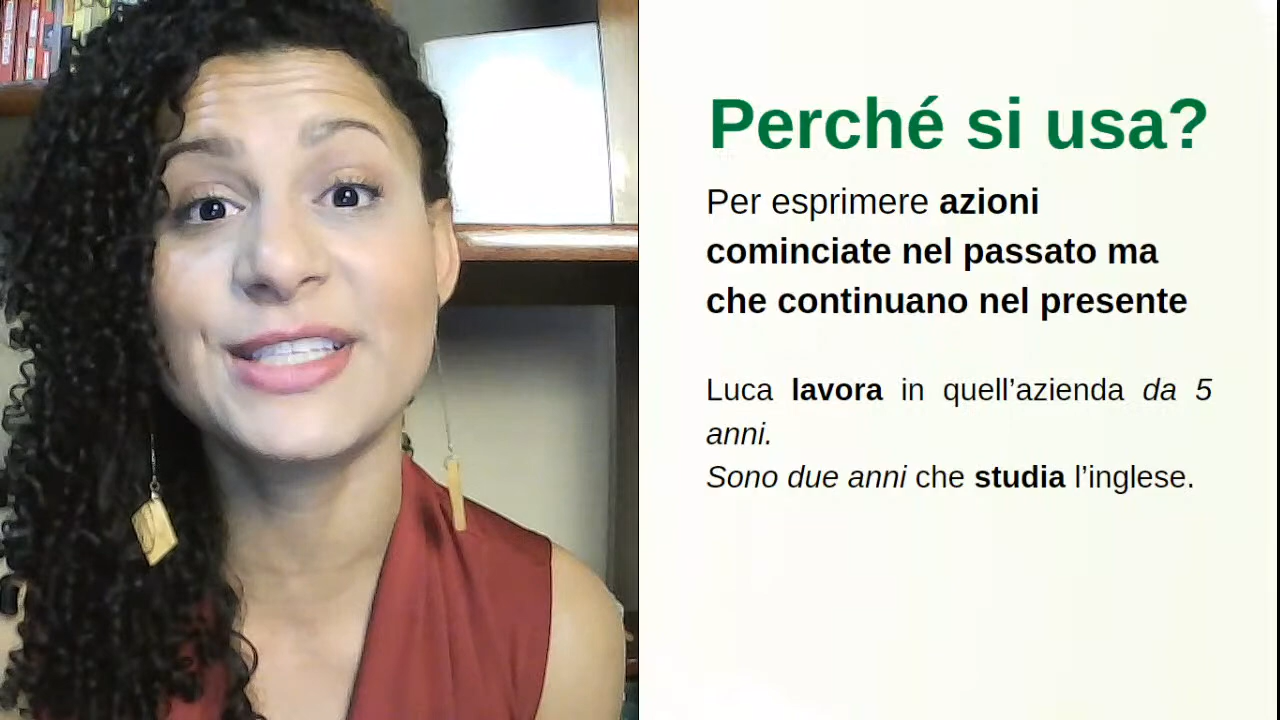 Perché si usa?
Per esprimere azioni
cominciate nel passato ma
che continuano nel presente
Luca lavora in quell’azienda da 5
anni.
Sono due anni che studia l’inglese.